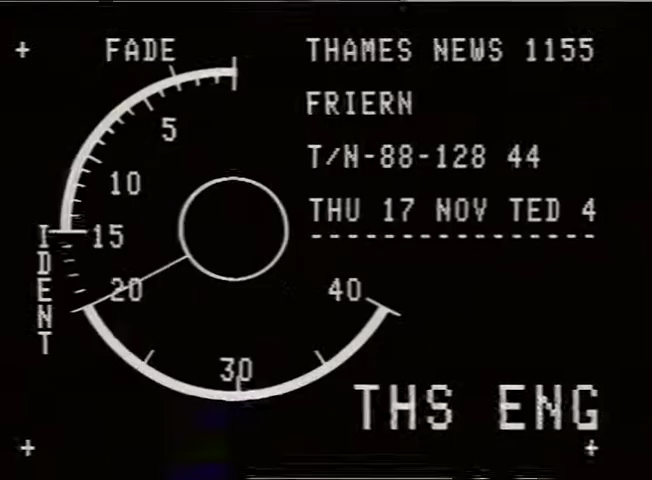 FADE
THAMES NEWS 1155
FRIERN
T/N-88-128 44
THU 17 NOV TED 4
5
10
15
20
30
40
IDENT
THS ENG